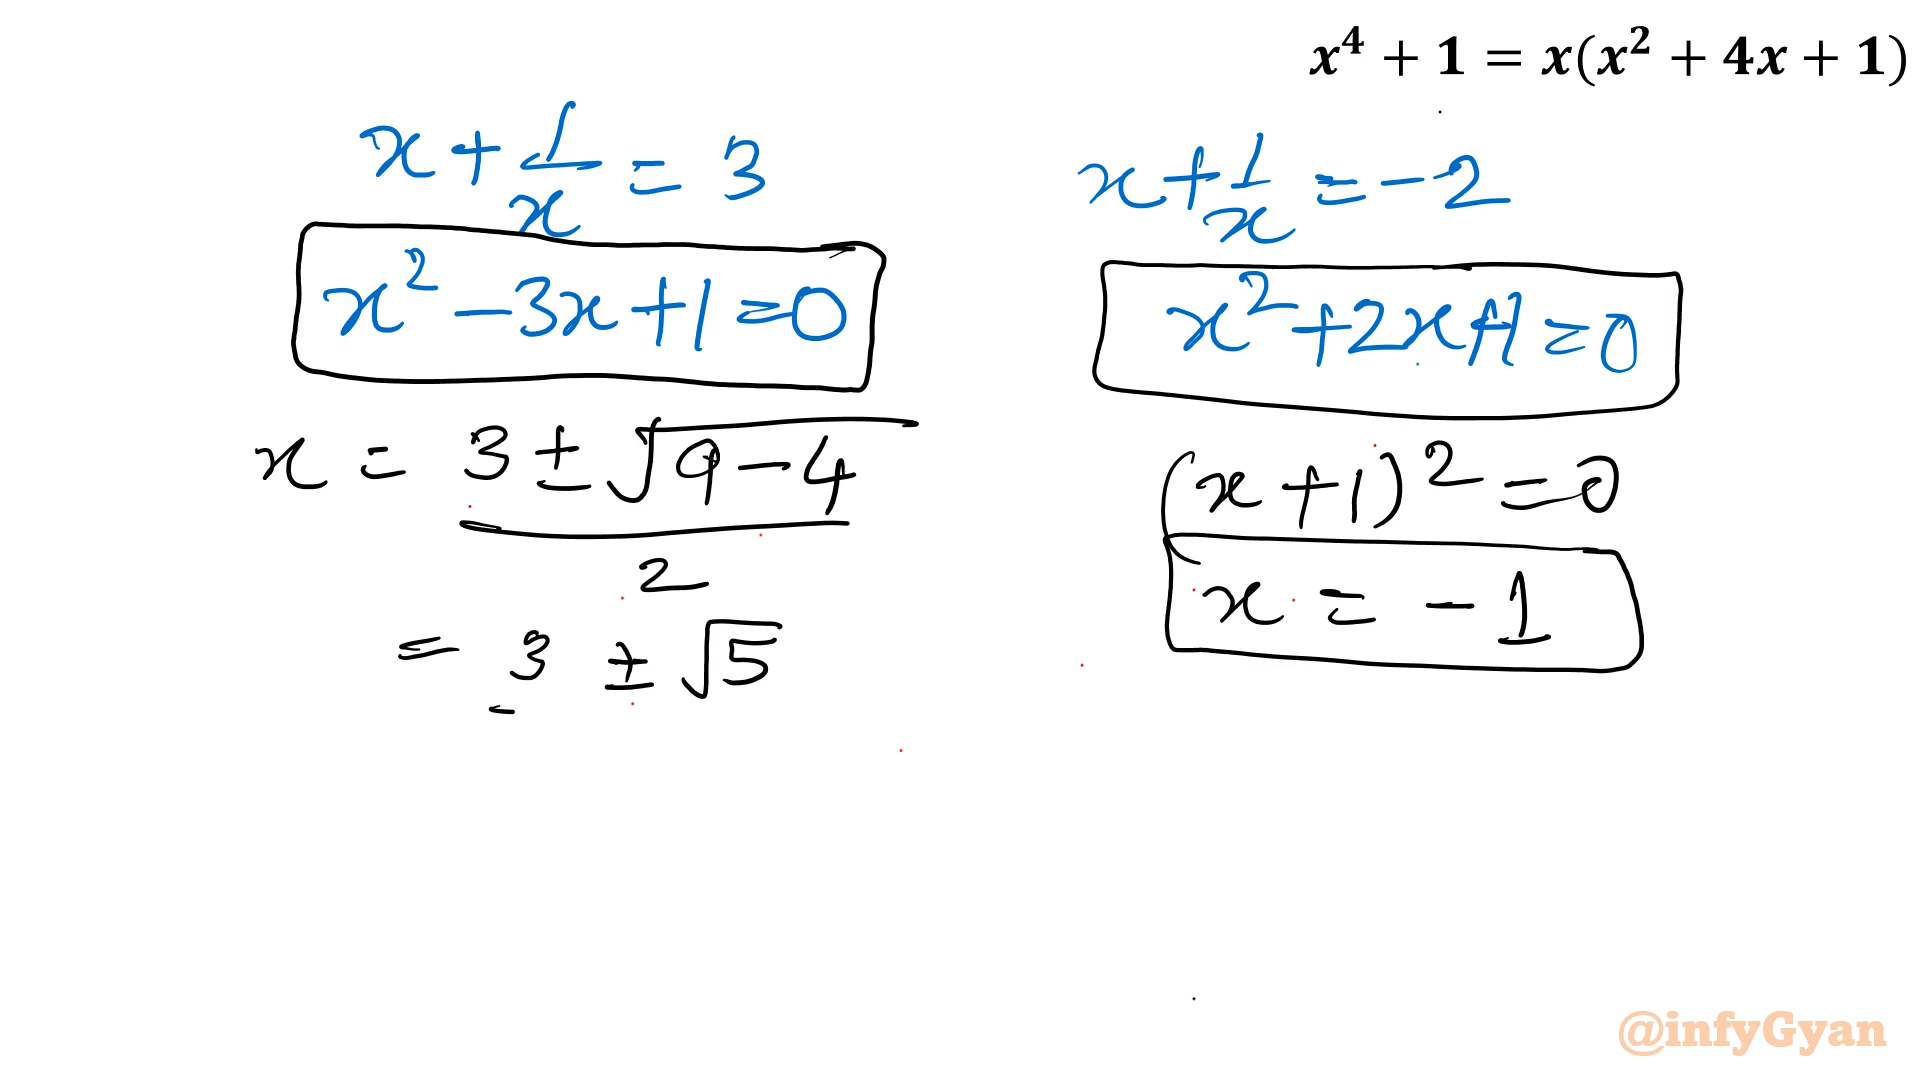 x⁴ + 1 = x(x² + 4x + 1)
x + 1/x = 3
x² - 3x + 1 = 0
x = (3 ± √(9 - 4))/2
= 3 ± √5
x + 1/x = -2
x² + 2x + 1 = 0
(x + 1)² = 0
x = -1
@infyGyan